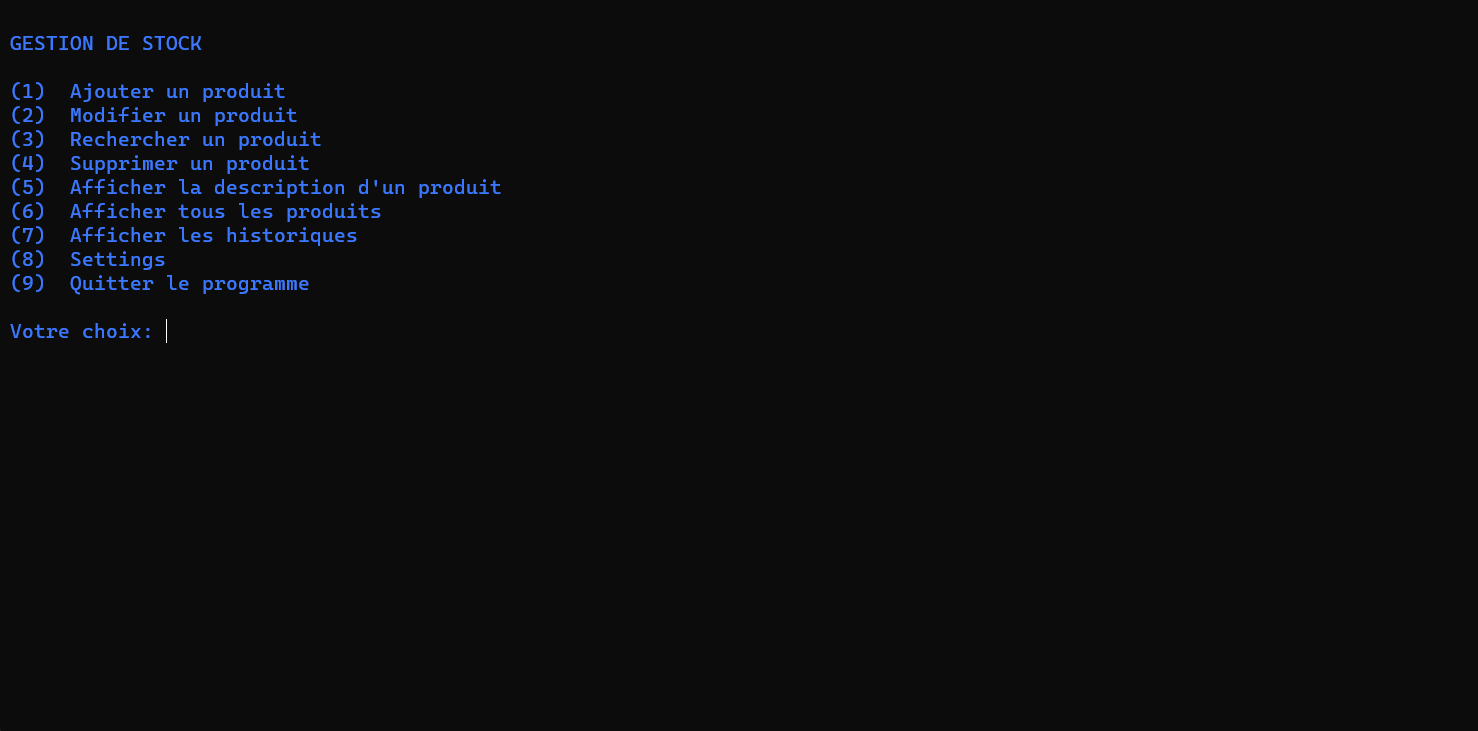 GESTION DE STOCK
(1)  Ajouter un produit
(2)  Modifier un produit
(3)  Rechercher un produit
(4)  Supprimer un produit
(5)  Afficher la description d'un produit
(6)  Afficher tous les produits
(7)  Afficher les historiques
(8)  Settings
(9)  Quitter le programme
Votre choix: